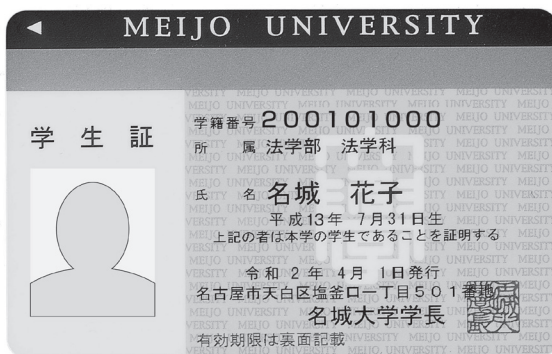 MEIJO UNIVERSITY
学生証
学籍番号 200101000
所属 法学部 法学科
氏名 名城 花子
平成13年 7月31日生
上記の者は本学の学生であることを証明する
令和2年4月1日発行
名古屋市天白区塩釜口一丁目501番地
名城大学学長
有効期限は裏面記載